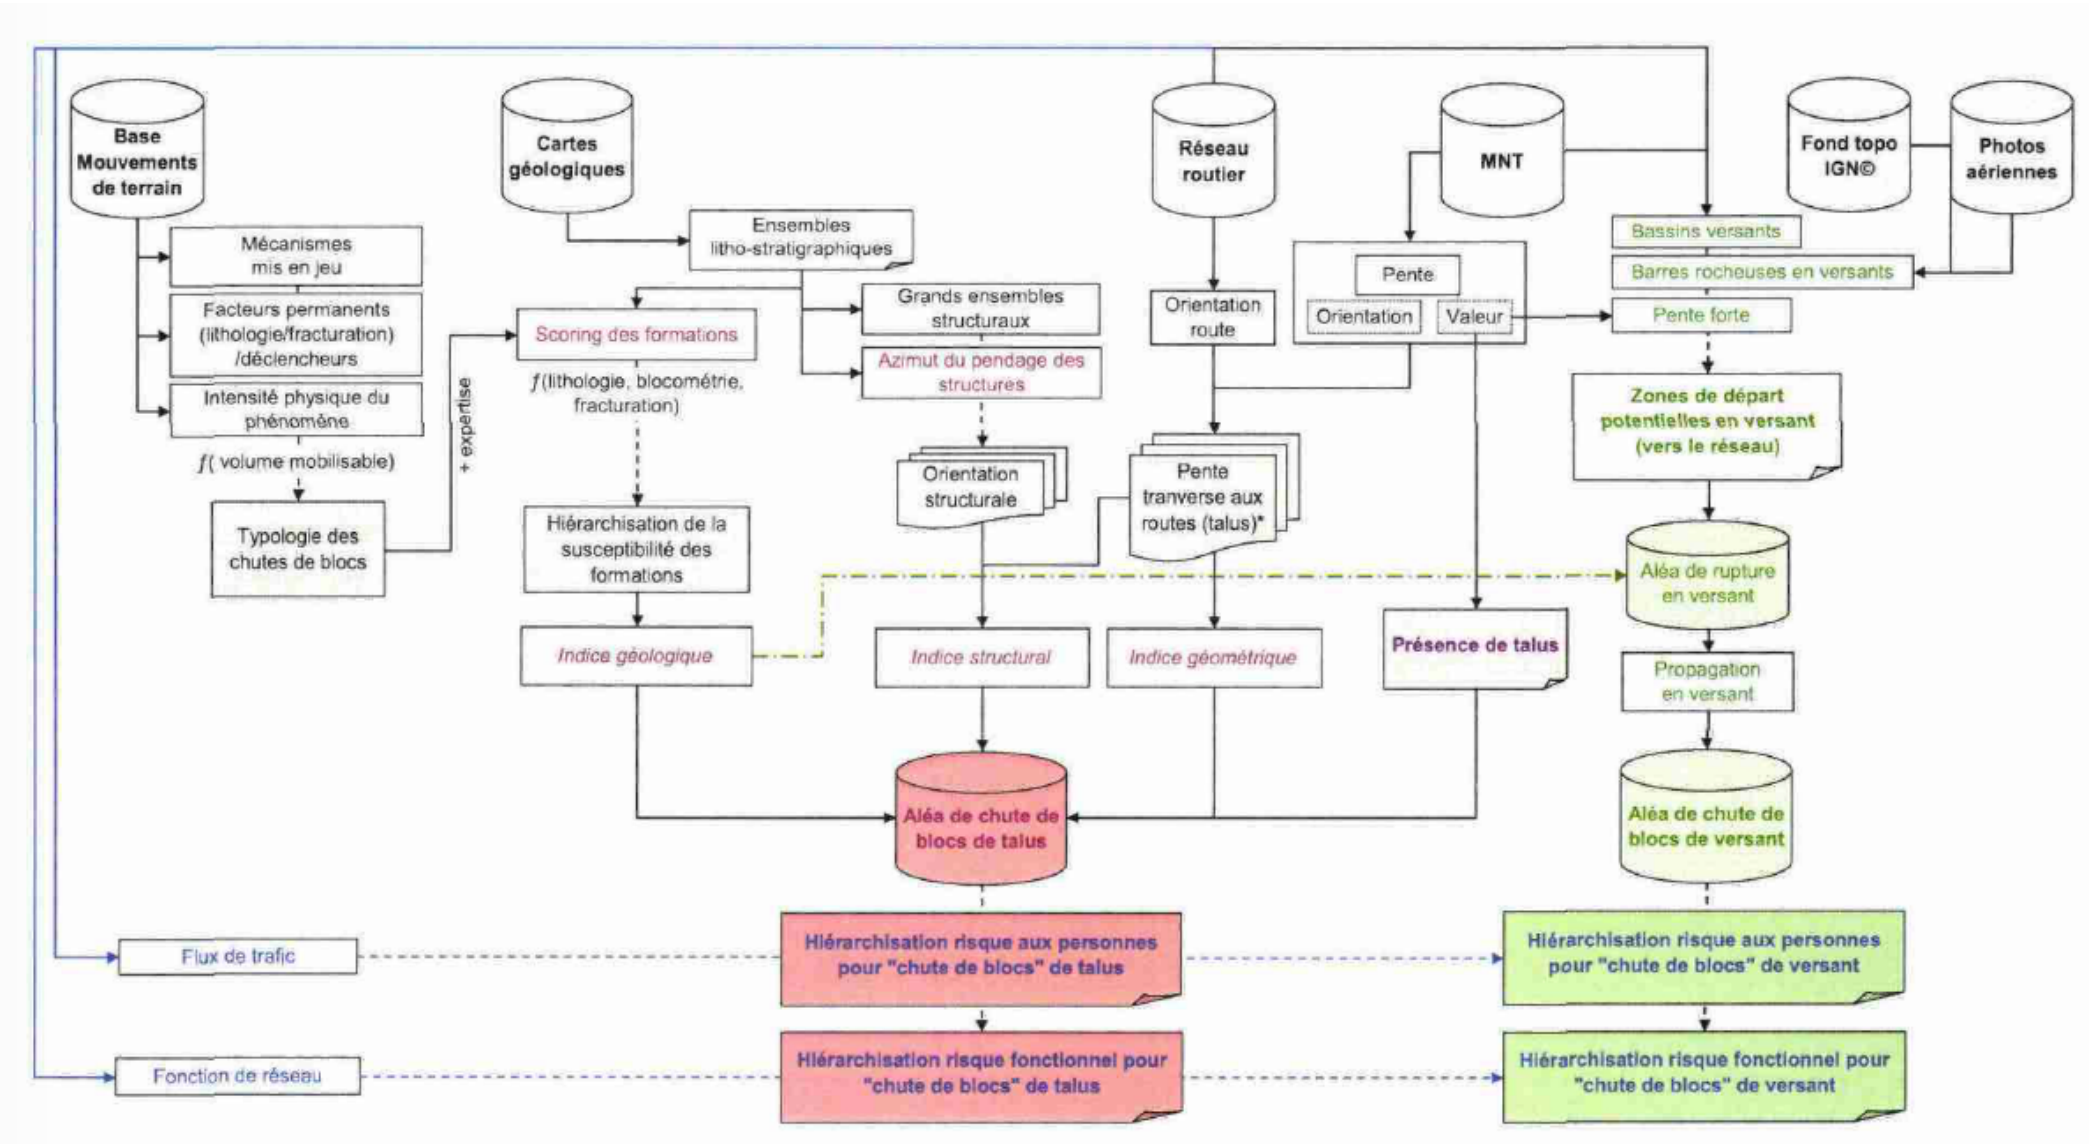 Base
Mouvements
de terrain
Cartes
géologiques
Réseau
routier
MNT
Fond topo
IGN©
Photos
aériennes
Mécanismes
mis en jeu
Facteurs permanents
(lithologie/fracturation)
/déclencheurs
Intensité physique du
phénomène
ƒ( volume mobilisable)
Typologie des
chutes de blocs
+ expertise
Ensembles
litho-stratigraphiques
Scoring des formations
ƒ(lithologie, blocométrie,
fracturation)
Hiérarchisation de la
susceptibilité des
formations
Indice géologique
Grands ensembles
structuraux
Azimut du pendage des
structures
Orientation
structurale
Indice structural
Orientation
route
Pente
tranverse aux
routes (talus)*
Indice géométrique
Pente
Orientation
Valeur
Présence de talus
Bassins versants
Barres rocheuses en versants
Pente forte
Zones de départ
potentielles en versant
(vers le réseau)
Aléa de rupture
en versant
Propagation
en versant
Aléa de chute de
blocs de talus
Aléa de chute de
blocs de versant
Flux de trafic
Hiérarchisation risque aux personnes
pour "chute de blocs" de talus
Hiérarchisation risque aux personnes
pour "chute de blocs" de versant
Fonction de réseau
Hiérarchisation risque fonctionnel pour
"chute de blocs" de talus
Hiérarchisation risque fonctionnel pour
"chute de blocs" de versant